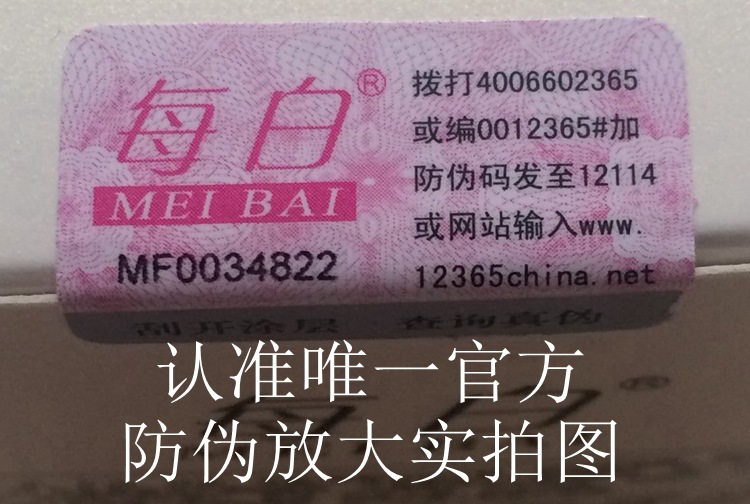 每白®
MEI BAI
MF0034822
拨打4006602365
或编0012365#加
防伪码发至12114
或网站输入www.
12365china.net
刮开涂层 查询真伪
认准唯一官方
防伪放大实拍图
每白®